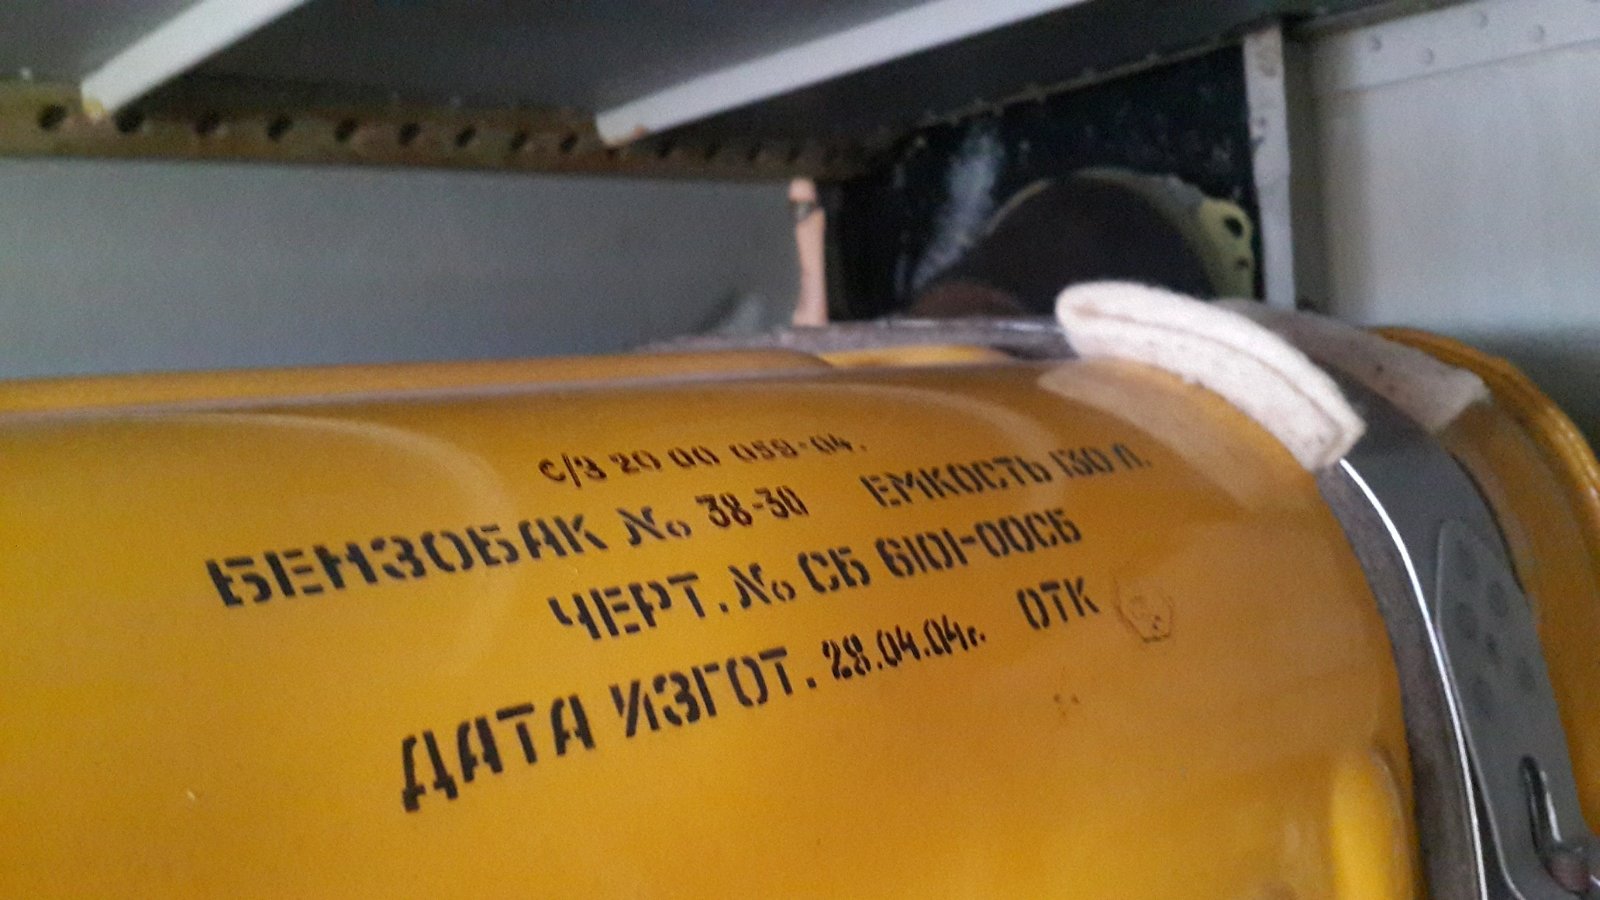 С/З 20 00 059-04.
БЕНЗОБАК № 38-30 ЕМКОСТЬ 130 Л.
ЧЕРТ. № СБ 6101-00СБ
ДАТА ИЗГОТ. 28.04.04г. ОТК